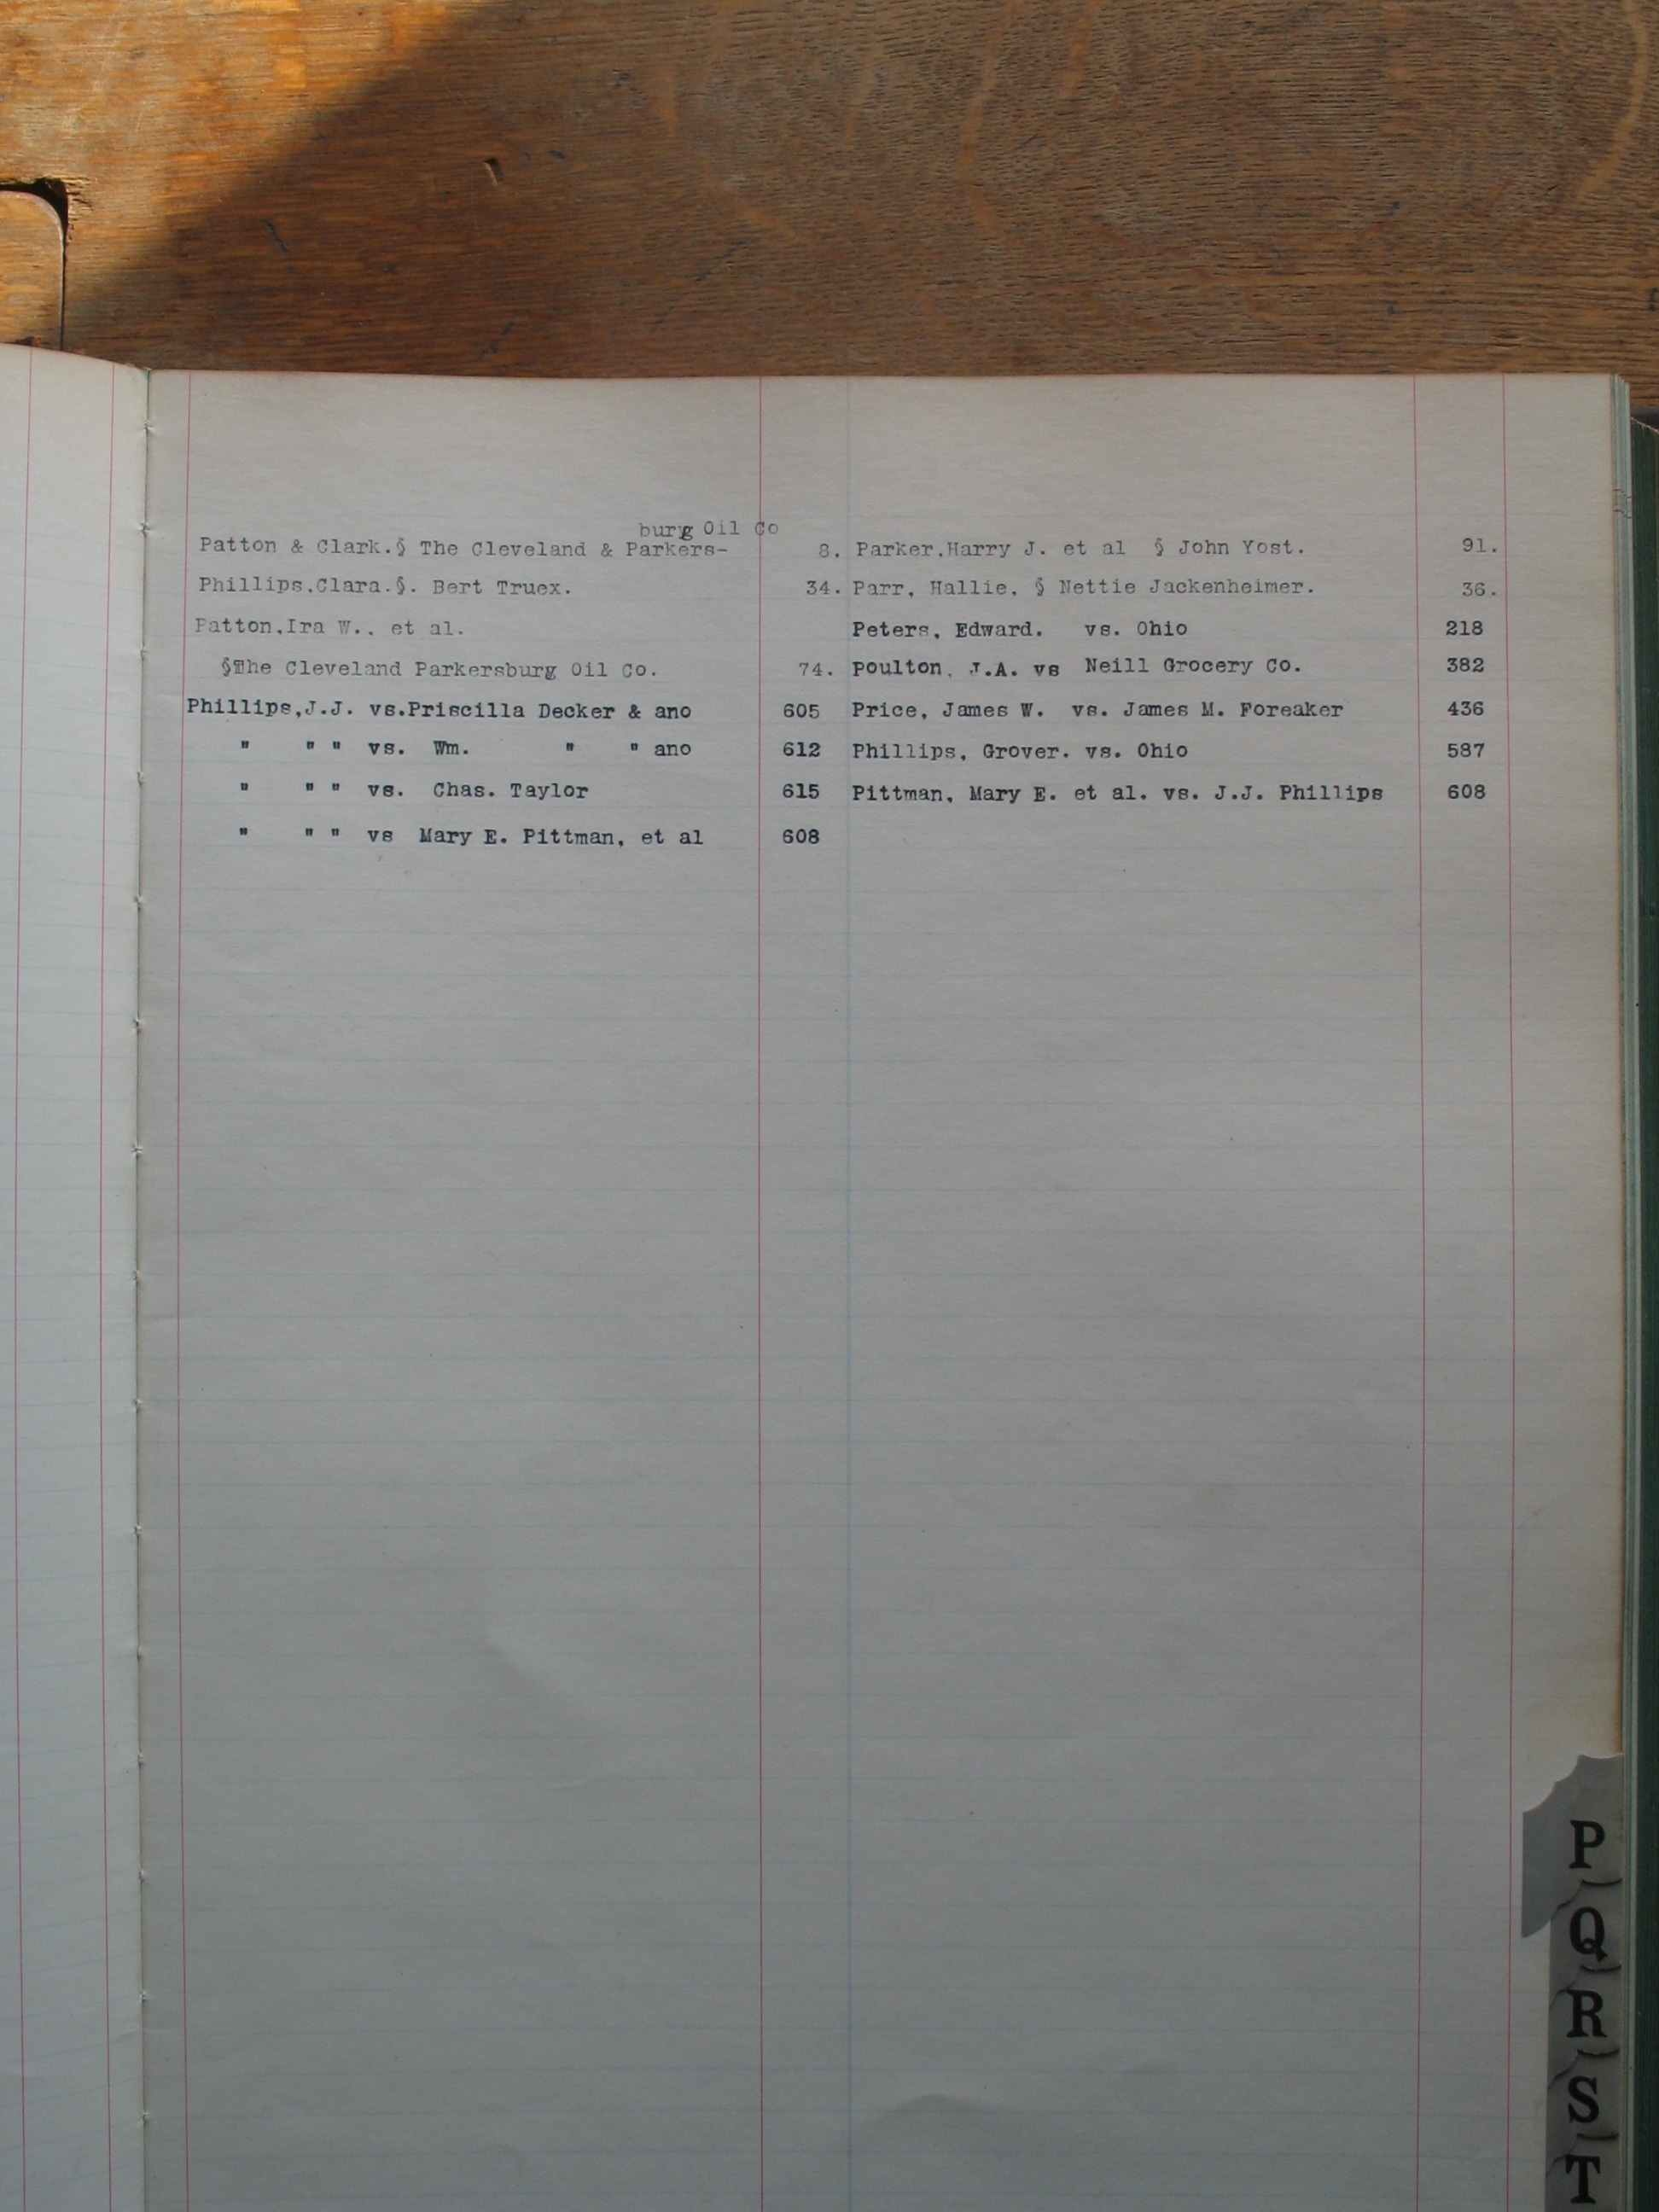 burg Oil Co
Patton & Clark.§ The Cleveland & Parkers- 8.
Phillips,Clara.§. Bert Truex. 34.
Patton,Ira W.. et al.
§The Cleveland Parkersburg Oil Co. 74.
Phillips,J.J. vs.Priscilla Decker & ano 605
" " " vs. Wm. " " ano 612
" " " vs. Chas. Taylor 615
" " " vs Mary E. Pittman, et al 608
Parker.Harry J. et al § John Yost. 91.
Parr, Hallie, § Nettie Jackenheimer. 36.
Peters, Edward. vs. Ohio 218
Poulton, J.A. vs Neill Grocery Co. 382
Price, James W. vs. James M. Foreaker 436
Phillips, Grover. vs. Ohio 587
Pittman, Mary E. et al. vs. J.J. Phillips 608
P
Q
R
S
T